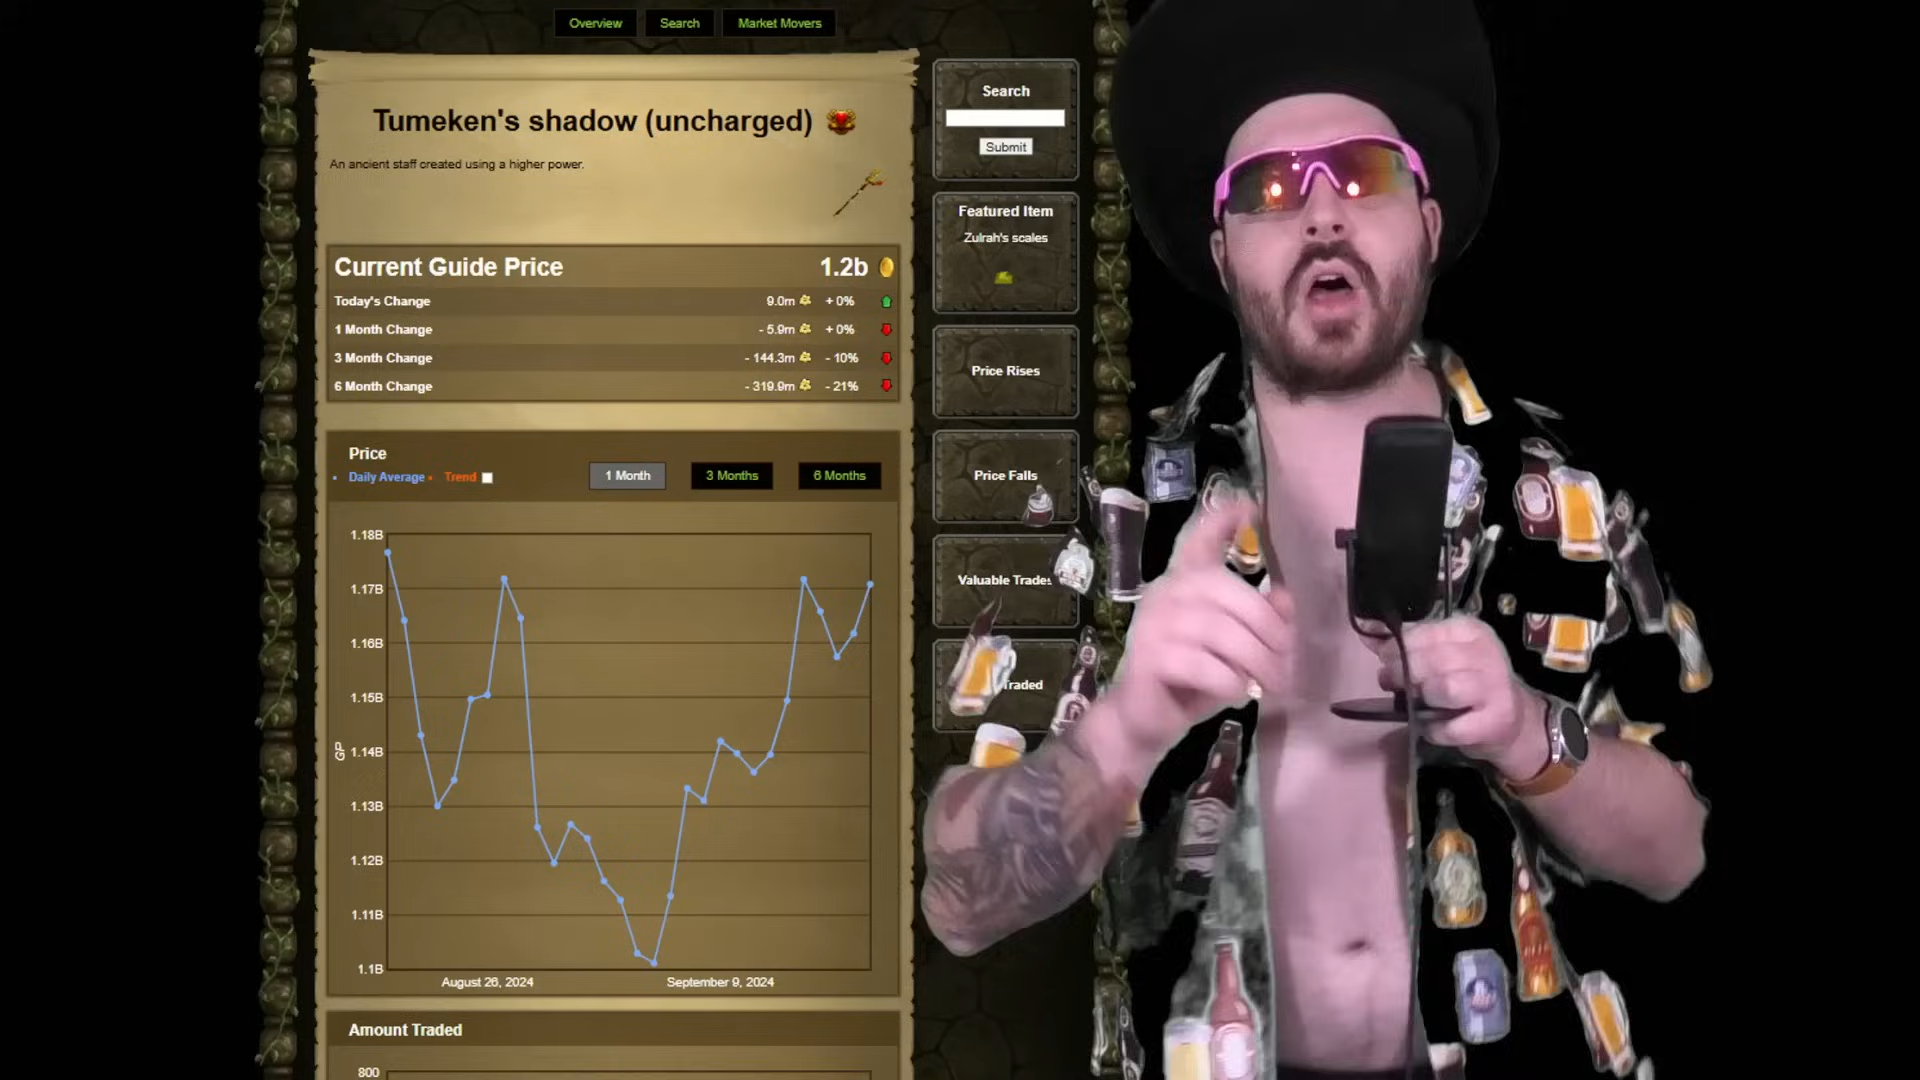 Overview
Search
Market Movers
Tumeken's shadow (uncharged)
An ancient staff created using a higher power.
Current Guide Price 1.2b
Today's Change 9.0m + 0%
1 Month Change - 5.9m + 0%
3 Month Change - 144.3m - 10%
6 Month Change - 319.9m - 21%
Price
Daily Average Trend
1 Month
3 Months
6 Months
1.18B
1.17B
1.16B
1.15B
1.14B
1.13B
1.12B
1.11B
1.1B
GP
August 26, 2024
September 9, 2024
Amount Traded
800
Search
Submit
Featured Item
Zulrah's scales
Price Rises
Price Falls
Valuable Trades
Traded